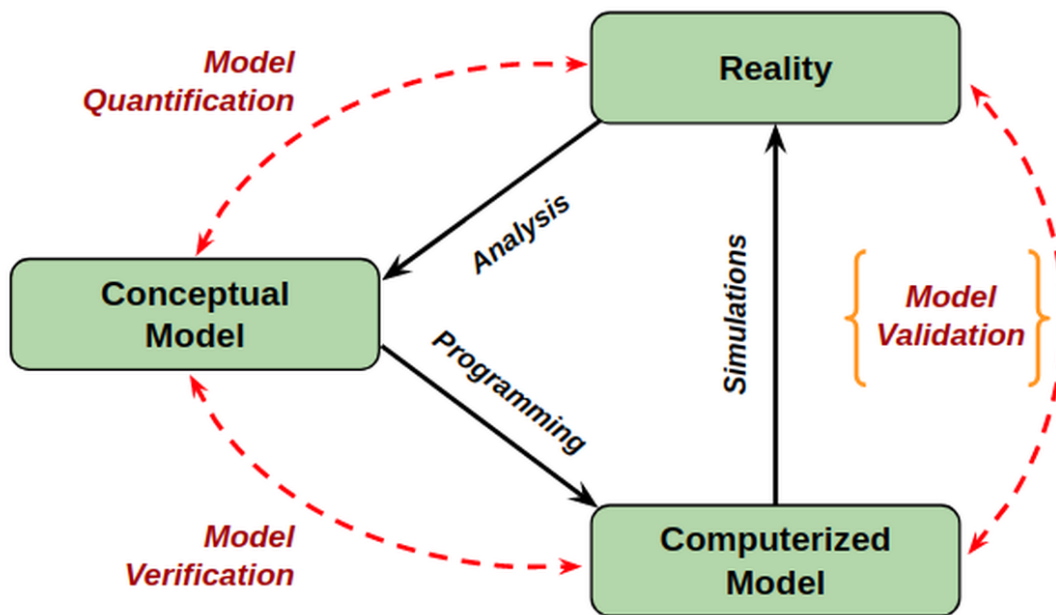 Model
Quantification
Reality
Analysis
Conceptual
Model
Programming
Simulations
Model
Validation
Model
Verification
Computerized
Model